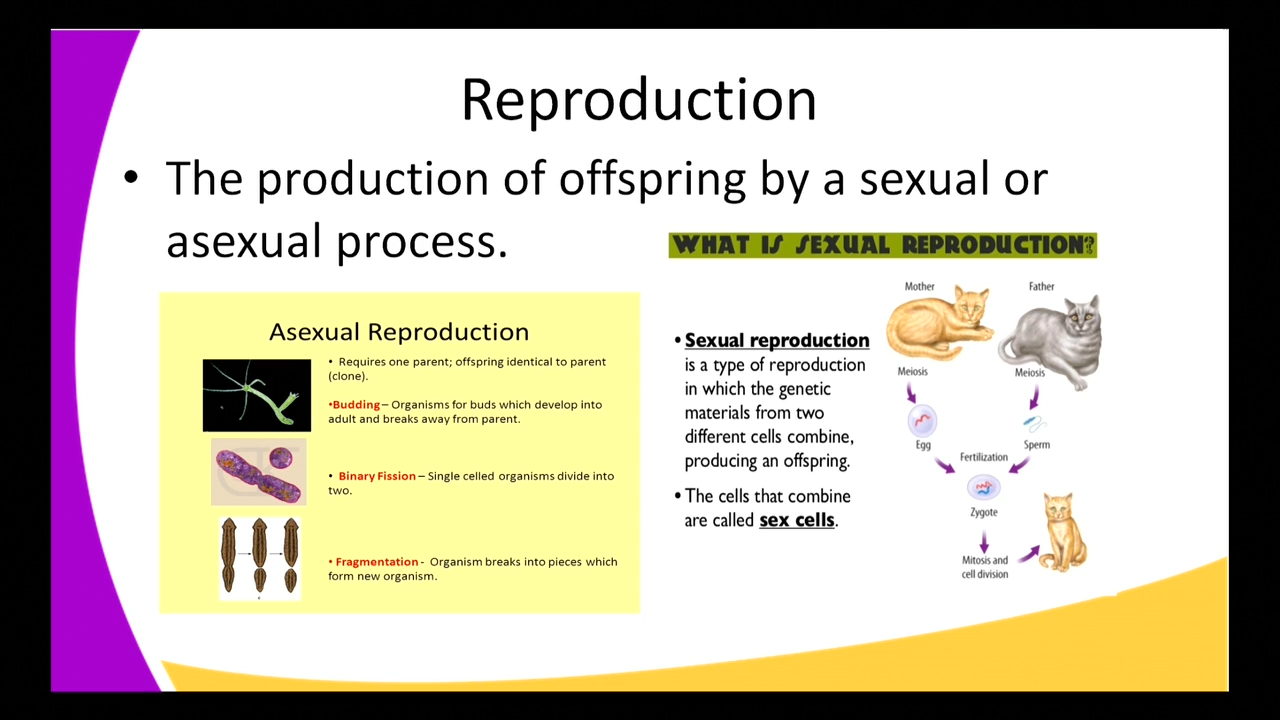 Reproduction
• The production of offspring by a sexual or
asexual process.
Asexual Reproduction
• Requires one parent; offspring identical to parent
(clone).
•Budding – Organisms for buds which develop into
adult and breaks away from parent.
• Binary Fission – Single celled organisms divide into
two.
• Fragmentation - Organism breaks into pieces which
form new organism.
WHAT IS SEXUAL REPRODUCTION?
• Sexual reproduction
is a type of reproduction
in which the genetic
materials from two
different cells combine,
producing an offspring.
• The cells that combine
are called sex cells.
Mother
Father
Meiosis
Meiosis
Egg
Sperm
Fertilization
Zygote
Mitosis and
cell division